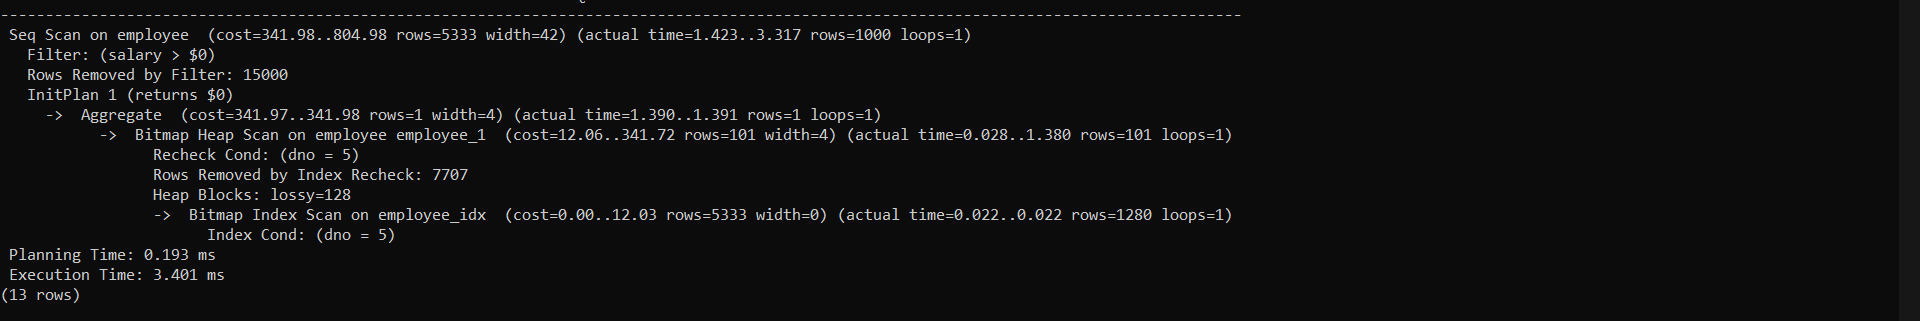 -----------------------------------------------------------------------------------------------------------------------------------------
 Seq Scan on employee  (cost=341.98..804.98 rows=5333 width=42) (actual time=1.423..3.317 rows=1000 loops=1)
   Filter: (salary > $0)
   Rows Removed by Filter: 15000
   InitPlan 1 (returns $0)
     ->  Aggregate  (cost=341.97..341.98 rows=1 width=4) (actual time=1.390..1.391 rows=1 loops=1)
           ->  Bitmap Heap Scan on employee employee_1  (cost=12.06..341.72 rows=101 width=4) (actual time=0.028..1.380 rows=101 loops=1)
                 Recheck Cond: (dno = 5)
                 Rows Removed by Index Recheck: 7707
                 Heap Blocks: lossy=128
                 ->  Bitmap Index Scan on employee_idx  (cost=0.00..12.03 rows=5333 width=0) (actual time=0.022..0.022 rows=1280 loops=1)
                       Index Cond: (dno = 5)
 Planning Time: 0.193 ms
 Execution Time: 3.401 ms
(13 rows)